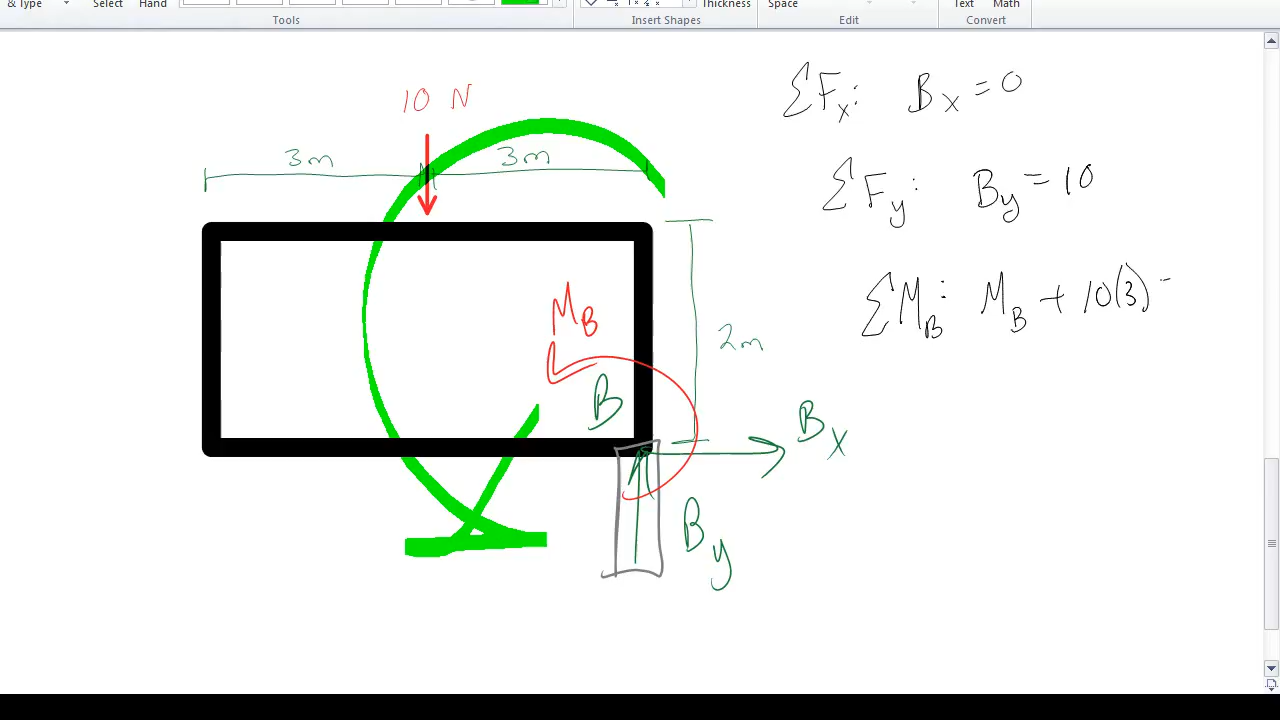 & Type
Select
Hand
Thickness
Space
Text
Math
Tools
Insert Shapes
Edit
Convert
10 N
3m
3m
ΣFx: Bx = 0
ΣFy: By = 10
ΣMB: MB + 10(3) -
MB
2m
B
Bx
By